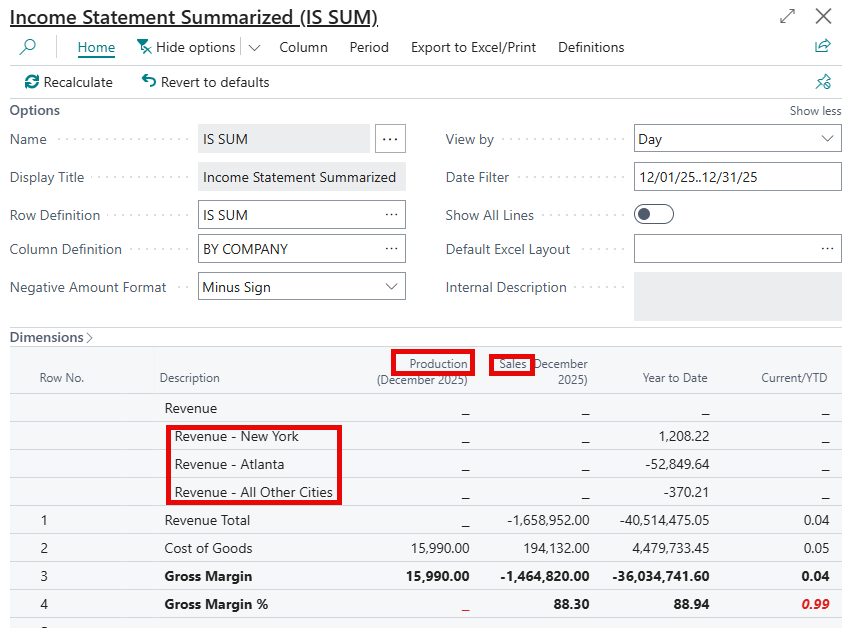 Income Statement Summarized (IS SUM)
Home Hide options Column Period Export to Excel/Print Definitions
Recalculate Revert to defaults
Options Show less
Name IS SUM ... View by Day
Display Title Income Statement Summarized Date Filter 12/01/25..12/31/25
Row Definition IS SUM ... Show All Lines
Column Definition BY COMPANY ... Default Excel Layout ...
Negative Amount Format Minus Sign Internal Description
Dimensions
Row No. Description Production (December 2025) Sales (December 2025) Year to Date Current/YTD
Revenue _ _ _ _
Revenue - New York _ _ 1,208.22 _
Revenue - Atlanta _ _ -52,849.64 _
Revenue - All Other Cities _ _ -370.21 _
1 Revenue Total _ -1,658,952.00 -40,514,475.05 0.04
2 Cost of Goods 15,990.00 194,132.00 4,479,733.45 0.05
3 Gross Margin 15,990.00 -1,464,820.00 -36,034,741.60 0.04
4 Gross Margin % _ 88.30 88.94 0.99